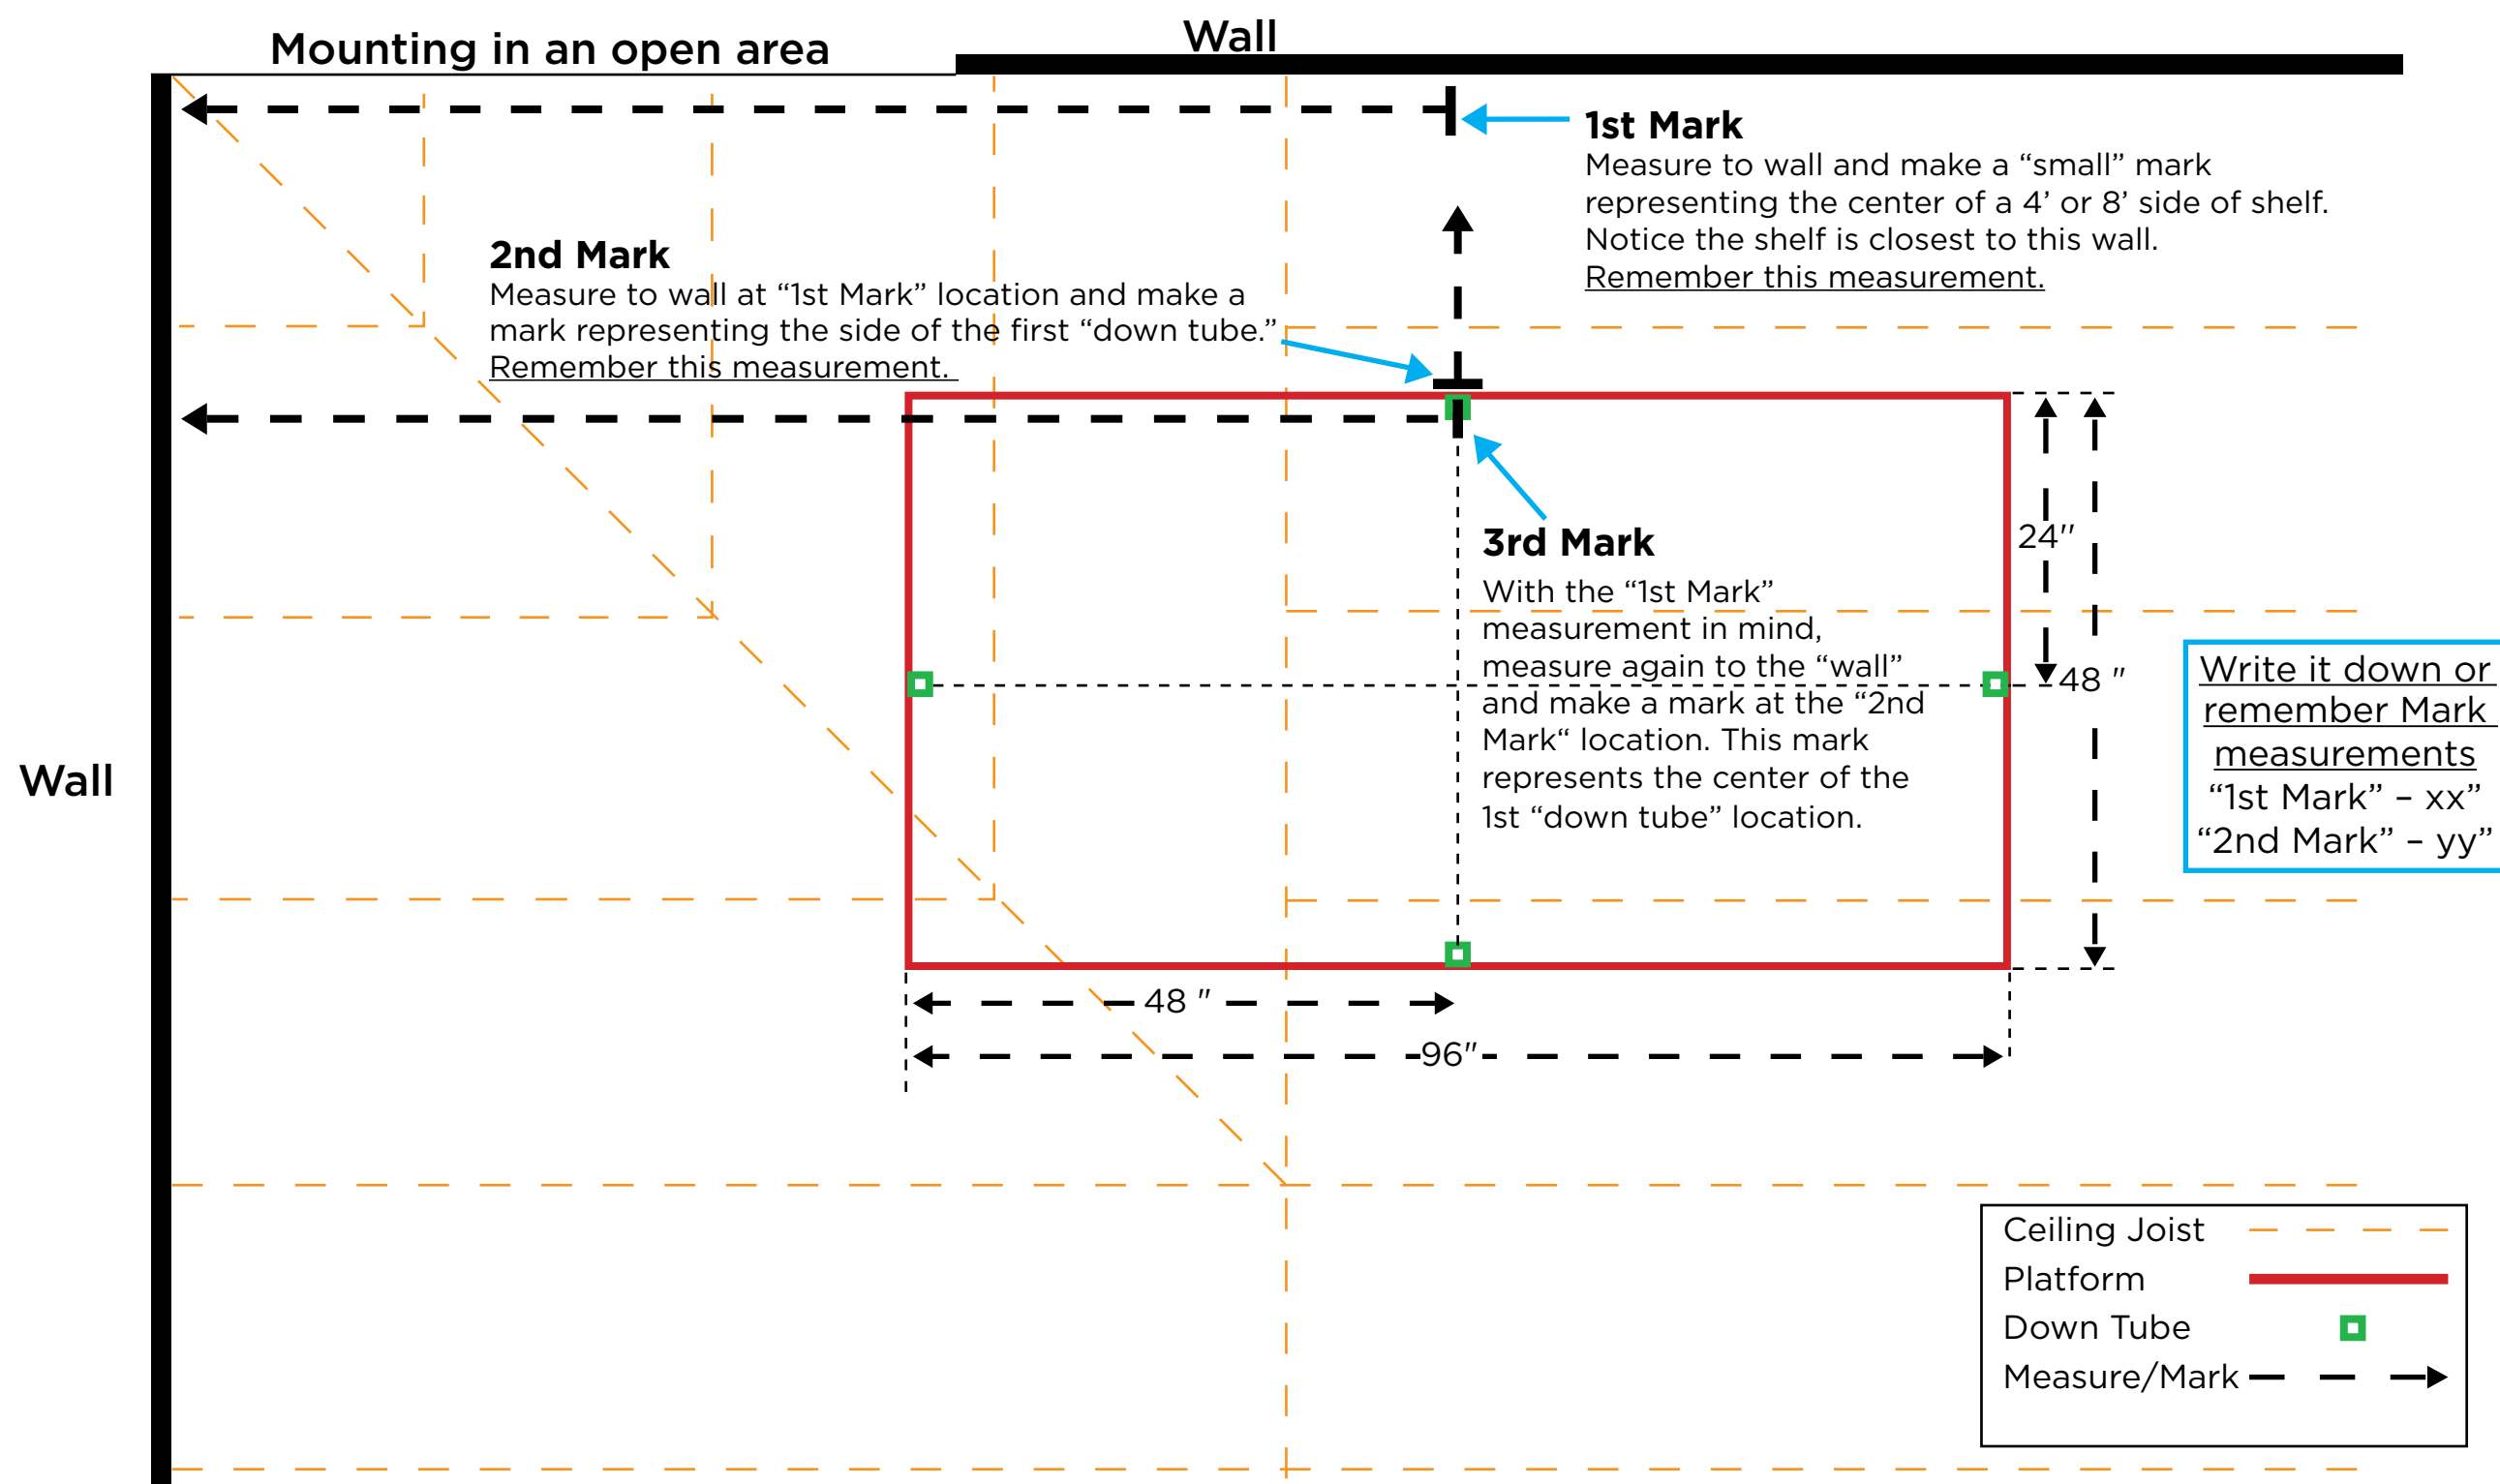 Mounting in an open area
Wall
1st Mark
Measure to wall and make a “small” mark
representing the center of a 4’ or 8’ side of shelf.
Notice the shelf is closest to this wall.
Remember this measurement.
2nd Mark
Measure to wall at “1st Mark” location and make a
mark representing the side of the first “down tube.”
Remember this measurement.
3rd Mark
With the “1st Mark”
measurement in mind,
measure again to the “wall”
and make a mark at the “2nd
Mark“ location. This mark
represents the center of the
1st “down tube” location.
24"
48 "
Write it down or
remember Mark
measurements
“1st Mark” – xx”
“2nd Mark” – yy”
Wall
48 "
96"
Ceiling Joist
Platform
Down Tube
Measure/Mark